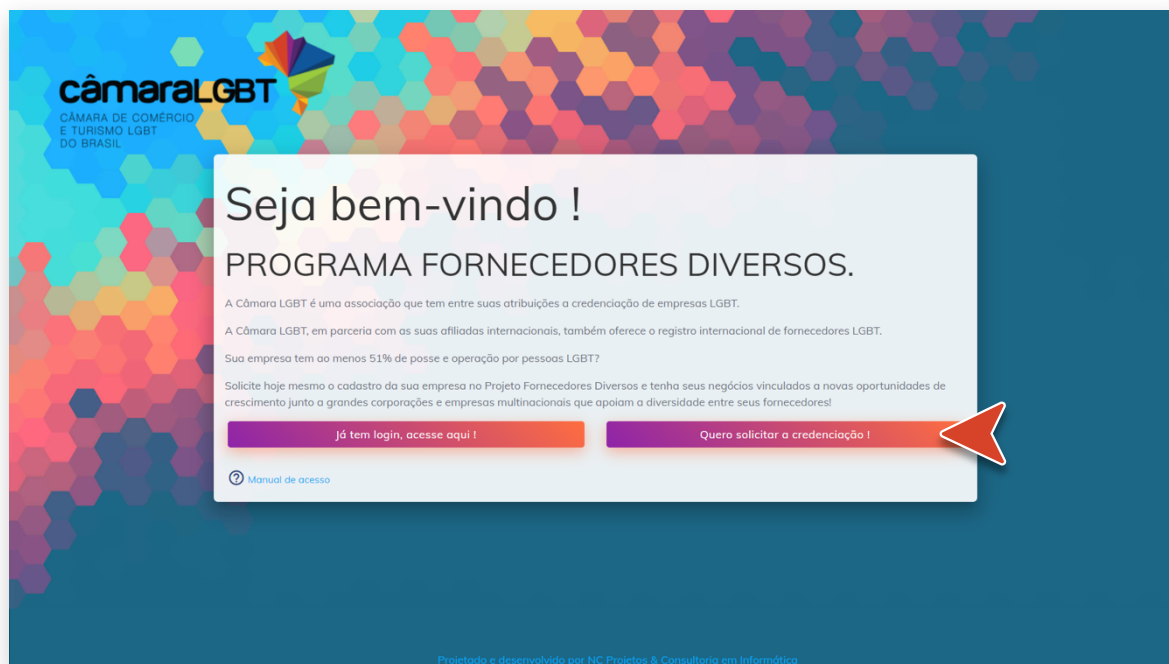 câmaraLGBT
CÂMARA DE COMÉRCIO
E TURISMO LGBT
DO BRASIL
Seja bem-vindo !
PROGRAMA FORNECEDORES DIVERSOS.
A Câmara LGBT é uma associação que tem entre suas atribuições a credenciação de empresas LGBT.
A Câmara LGBT, em parceria com as suas afiliadas internacionais, também oferece o registro internacional de fornecedores LGBT.
Sua empresa tem ao menos 51% de posse e operação por pessoas LGBT?
Solicite hoje mesmo o cadastro da sua empresa no Projeto Fornecedores Diversos e tenha seus negócios vinculados a novas oportunidades de
crescimento junto a grandes corporações e empresas multinacionais que apoiam a diversidade entre seus fornecedores!
Já tem login, acesse aqui !
Quero solicitar a credenciação !
Manual de acesso
Projetado e desenvolvido por NC Projetos & Consultoria em Informática